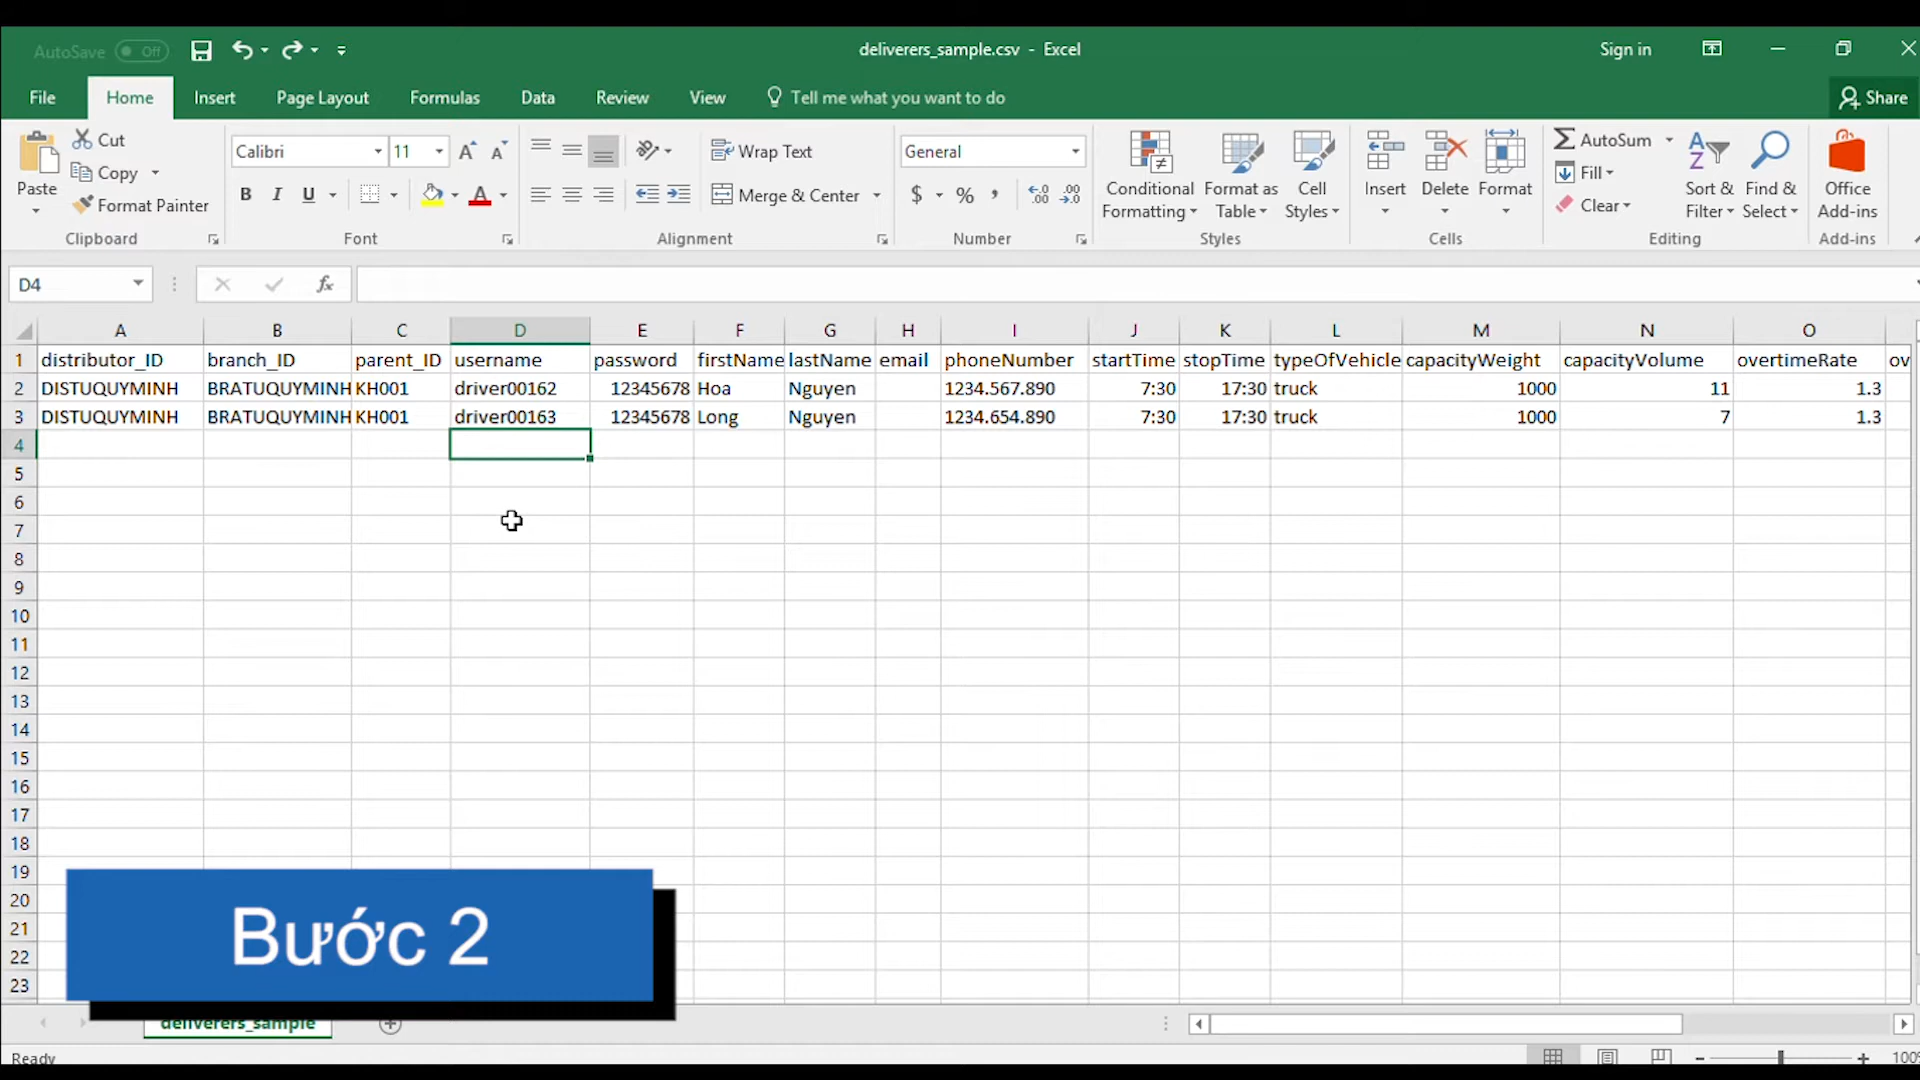 AutoSave Off deliverers_sample.csv - Excel Sign in
File Home Insert Page Layout Formulas Data Review View Tell me what you want to do Share
Paste Cut Copy Format Painter Clipboard
Calibri 11 B I U A Font
Wrap Text Merge & Center Alignment
General $ % , Number
Conditional Formatting Format as Table Cell Styles Styles
Insert Delete Format Cells
AutoSum Fill Clear Sort & Filter Find & Select Editing
Office Add-ins Add-ins
D4 fx
A B C D E F G H I J K L M N O
1 distributor_ID branch_ID parent_ID username password firstName lastName email phoneNumber startTime stopTime typeOfVehicle capacityWeight capacityVolume overtimeRate ov
2 DISTUQUYMINH BRATUQUYMINH KH001 driver00162 12345678 Hoa Nguyen 1234.567.890 7:30 17:30 truck 1000 11 1.3
3 DISTUQUYMINH BRATUQUYMINH KH001 driver00163 12345678 Long Nguyen 1234.654.890 7:30 17:30 truck 1000 7 1.3
4
5
6
7
8
9
10
11
12
13
14
15
16
17
18
19
20
21
22
23
Bước 2
deliverers_sample
Ready 100%